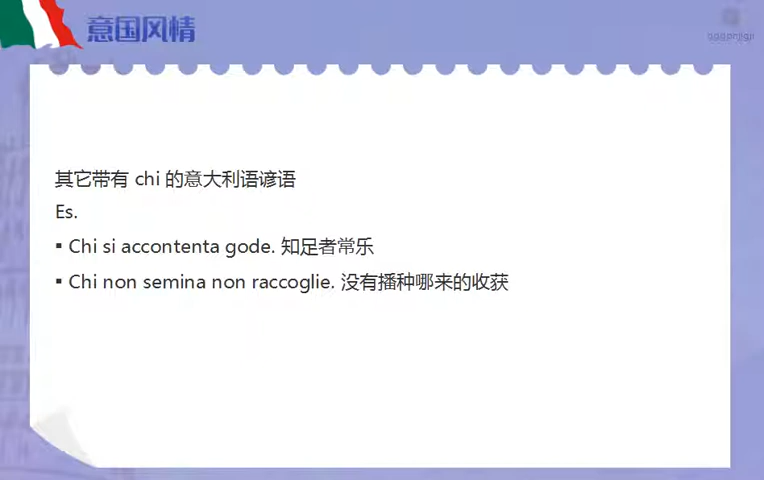 意国风情
其它带有 chi 的意大利语谚语
Es.
▪ Chi si accontenta gode. 知足者常乐
▪ Chi non semina non raccoglie. 没有播种哪来的收获